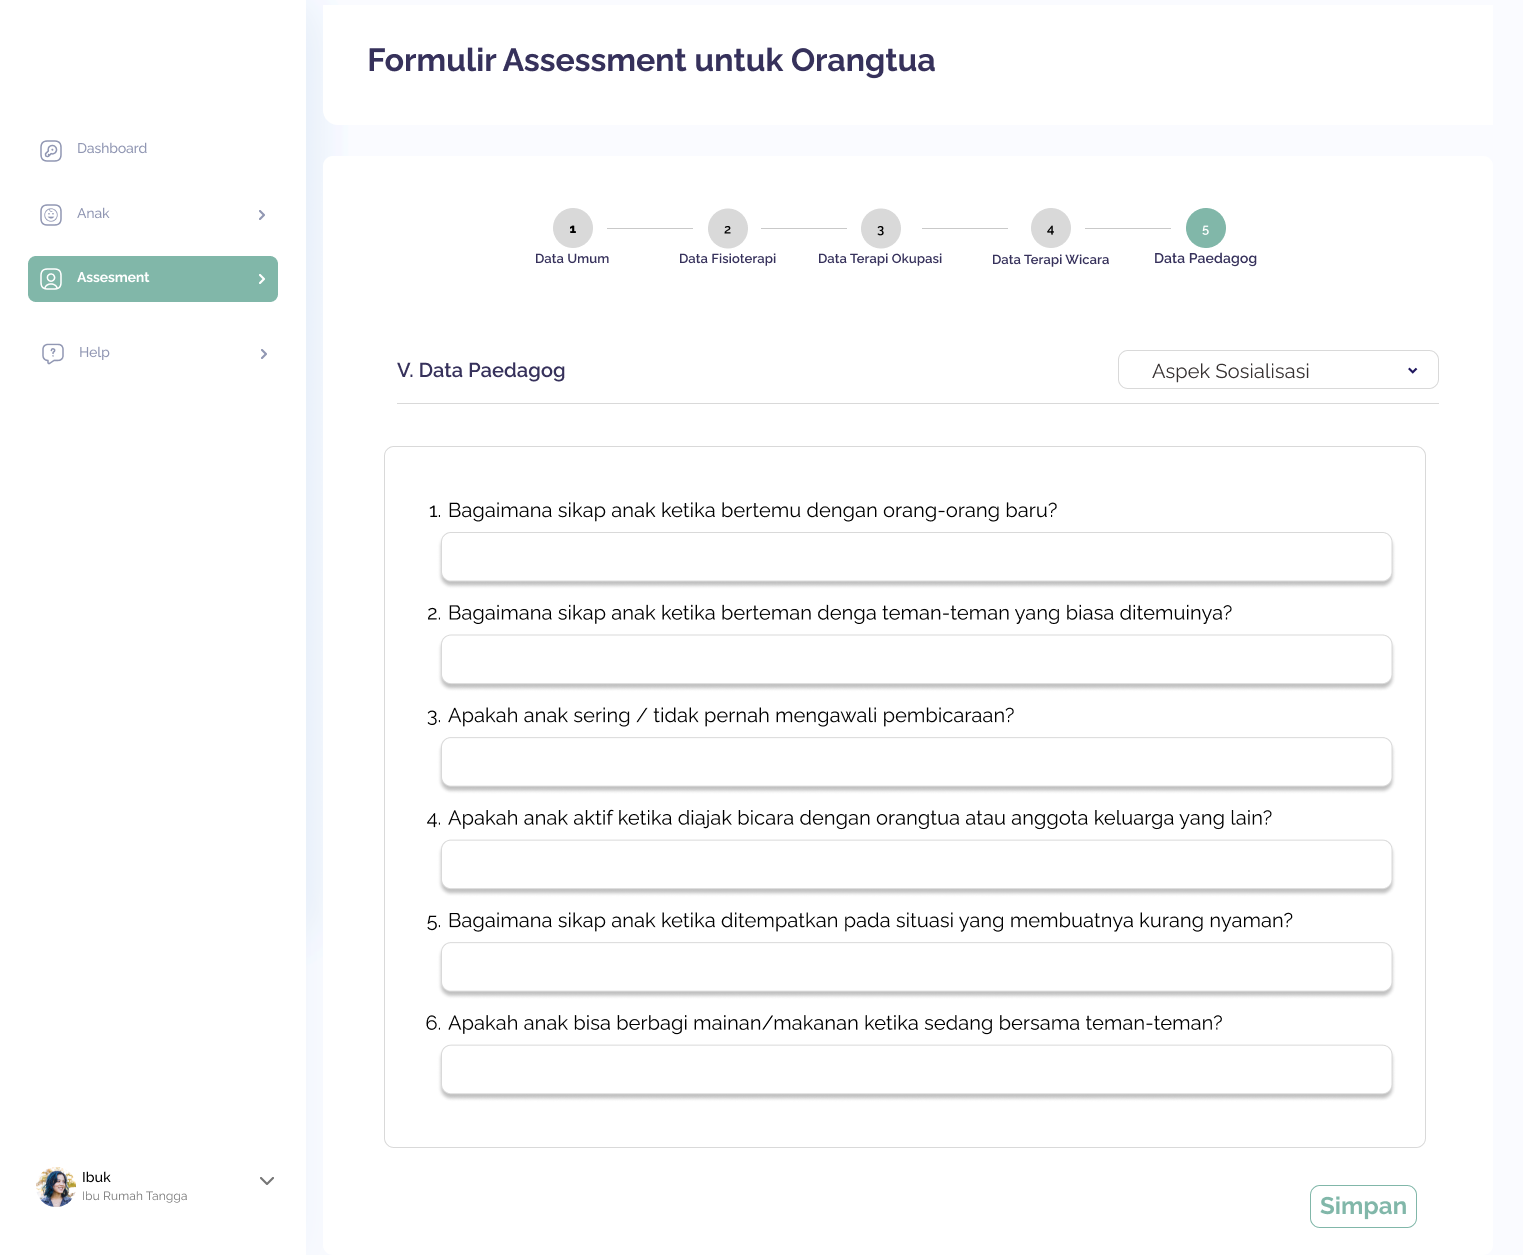 Formulir Assessment untuk Orangtua
Dashboard
Anak
Assesment
Help
1
2
3
4
5
Data Umum
Data Fisioterapi
Data Terapi Okupasi
Data Terapi Wicara
Data Paedagog
V. Data Paedagog
Aspek Sosialisasi
1. Bagaimana sikap anak ketika bertemu dengan orang-orang baru?
2. Bagaimana sikap anak ketika berteman denga teman-teman yang biasa ditemuinya?
3. Apakah anak sering / tidak pernah mengawali pembicaraan?
4. Apakah anak aktif ketika diajak bicara dengan orangtua atau anggota keluarga yang lain?
5. Bagaimana sikap anak ketika ditempatkan pada situasi yang membuatnya kurang nyaman?
6. Apakah anak bisa berbagi mainan/makanan ketika sedang bersama teman-teman?
Ibuk
Ibu Rumah Tangga
Simpan